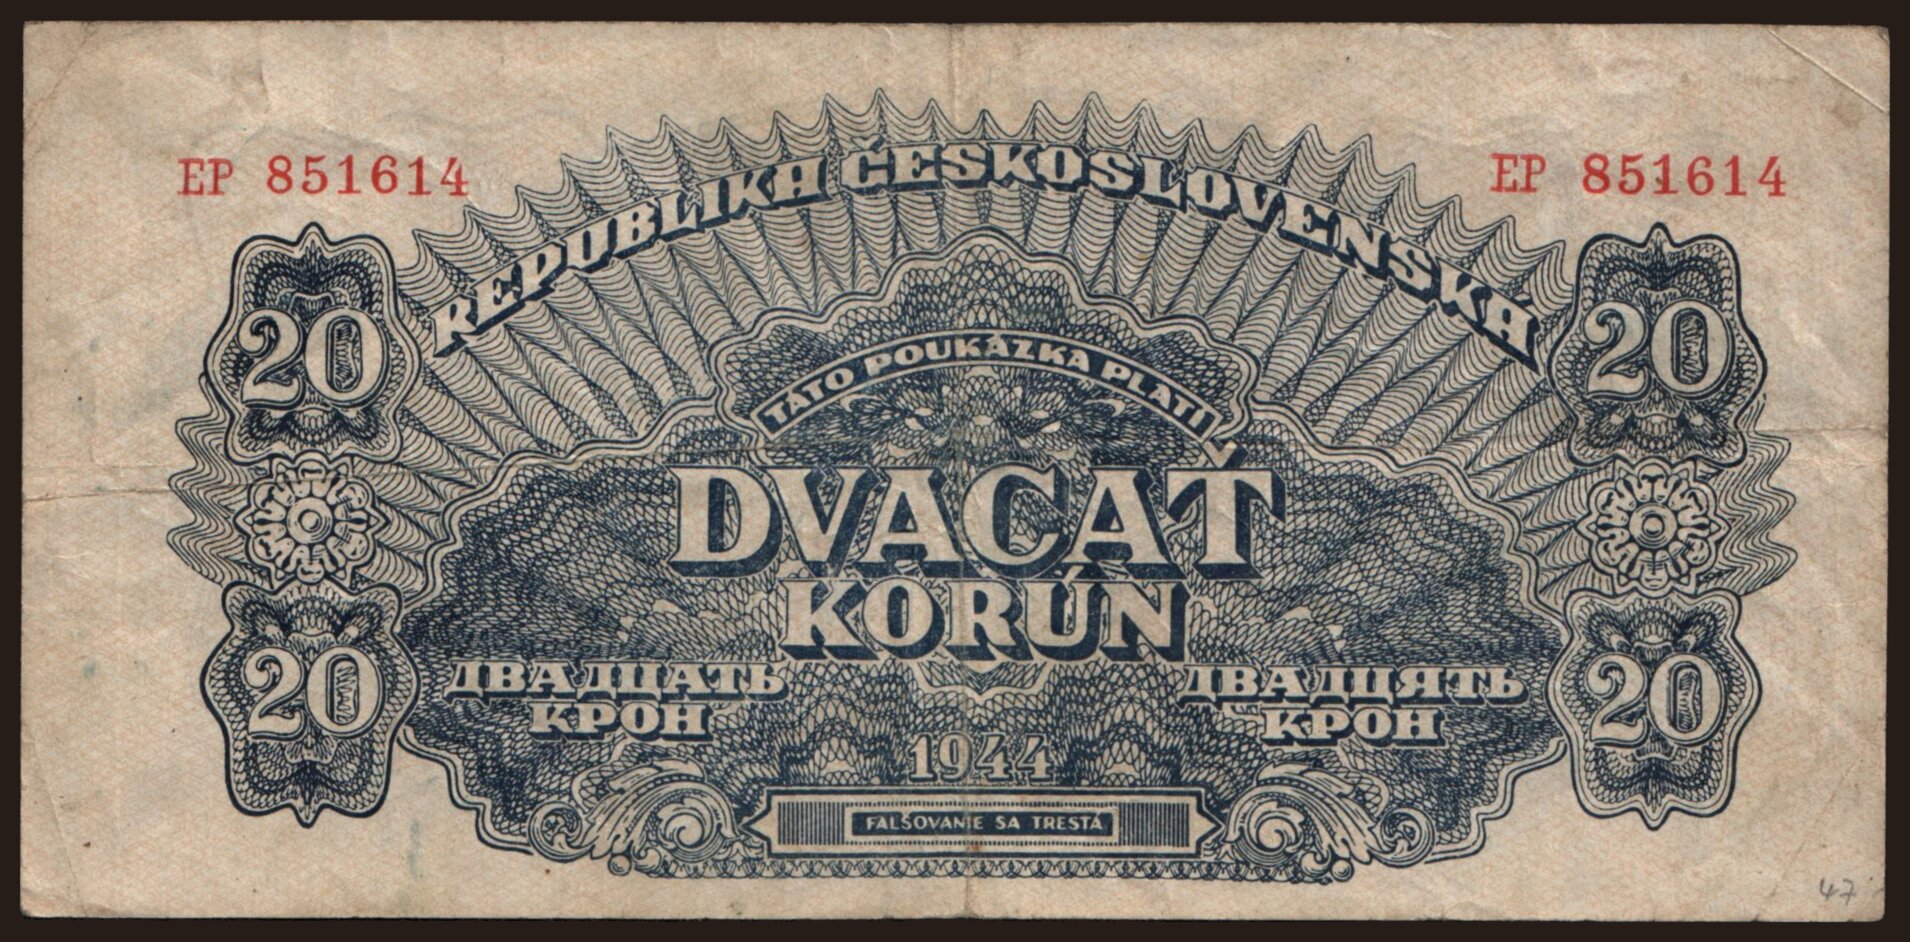 EP 851614
EP 851614
REPUBLIKA ČESKOSLOVENSKÁ
20
20
TÁTO POUKÁZKA PLATÍ
DVACAŤ
KORÚN
20
20
ДВАДЦАТЬ
КРОН
ДВАДЦЯТЬ
КРОН
1944
FALŠOVANIE SA TRESTÁ
47